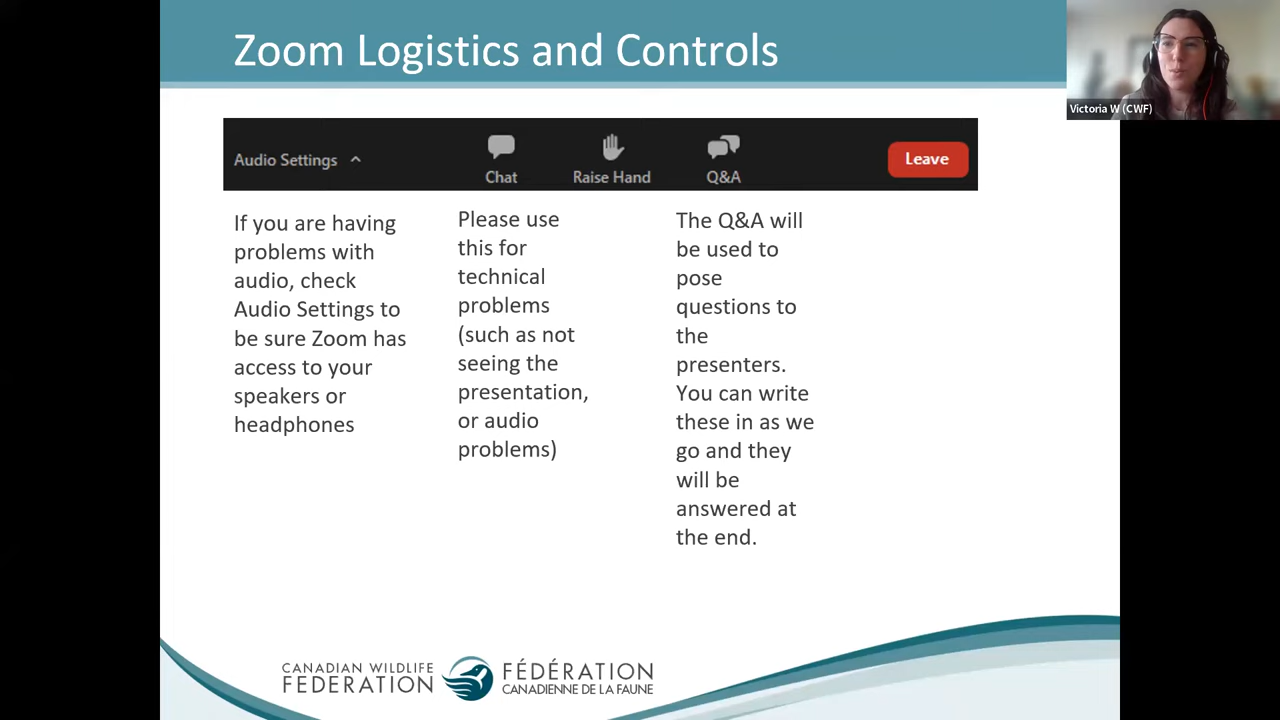 Zoom Logistics and Controls
Victoria W (CWF)
Audio Settings
Chat
Raise Hand
Q&A
Leave
If you are having
problems with
audio, check
Audio Settings to
be sure Zoom has
access to your
speakers or
headphones
Please use
this for
technical
problems
(such as not
seeing the
presentation,
or audio
problems)
The Q&A will
be used to
pose
questions to
the
presenters.
You can write
these in as we
go and they
will be
answered at
the end.
CANADIAN WILDLIFE
FEDERATION
FÉDÉRATION
CANADIENNE DE LA FAUNE